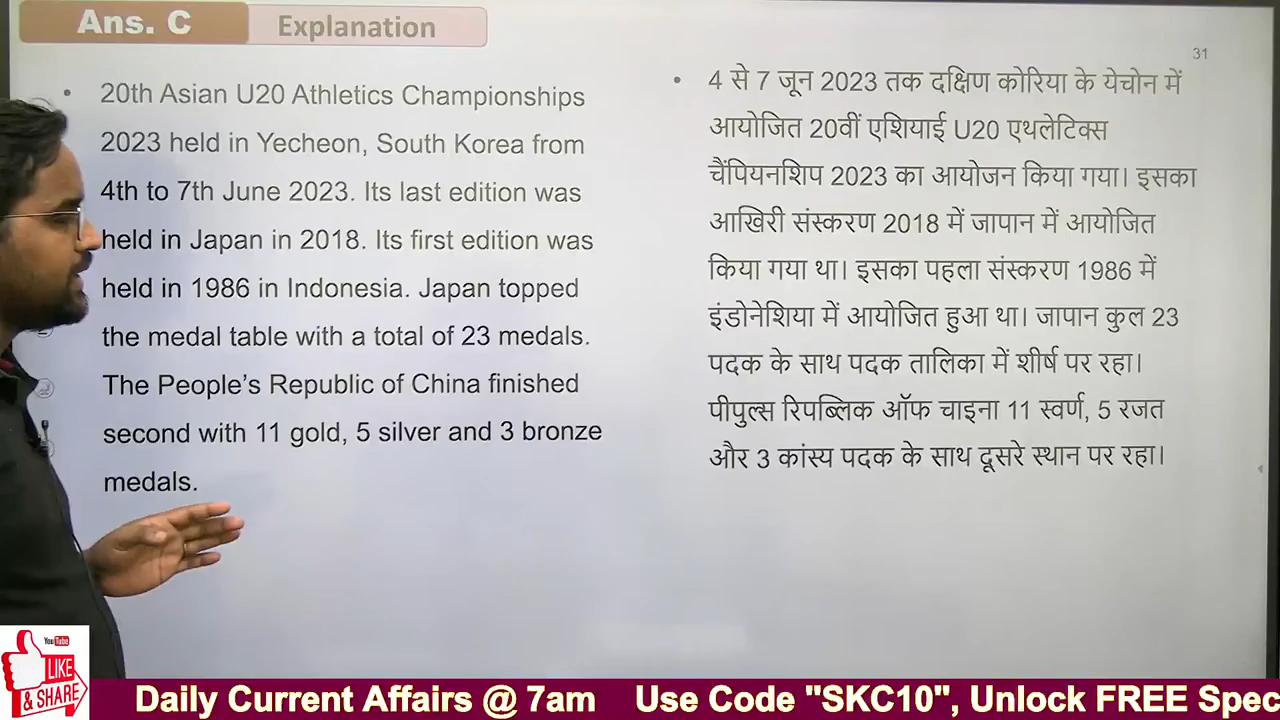 Ans. C
Explanation
31
20th Asian U20 Athletics Championships
2023 held in Yecheon, South Korea from
4th to 7th June 2023. Its last edition was
held in Japan in 2018. Its first edition was
held in 1986 in Indonesia. Japan topped
the medal table with a total of 23 medals.
The People's Republic of China finished
second with 11 gold, 5 silver and 3 bronze
medals.
4 से 7 जून 2023 तक दक्षिण कोरिया के येचोन में
आयोजित 20वीं एशियाई U20 एथलेटिक्स
चैंपियनशिप 2023 का आयोजन किया गया। इसका
आखिरी संस्करण 2018 में जापान में आयोजित
किया गया था। इसका पहला संस्करण 1986 में
इंडोनेशिया में आयोजित हुआ था। जापान कुल 23
पदक के साथ पदक तालिका में शीर्ष पर रहा।
पीपुल्स रिपब्लिक ऑफ चाइना 11 स्वर्ण, 5 रजत
और 3 कांस्य पदक के साथ दूसरे स्थान पर रहा।
YouTube
LIKE
& SHARE
Daily Current Affairs @ 7am Use Code "SKC10", Unlock FREE Spec